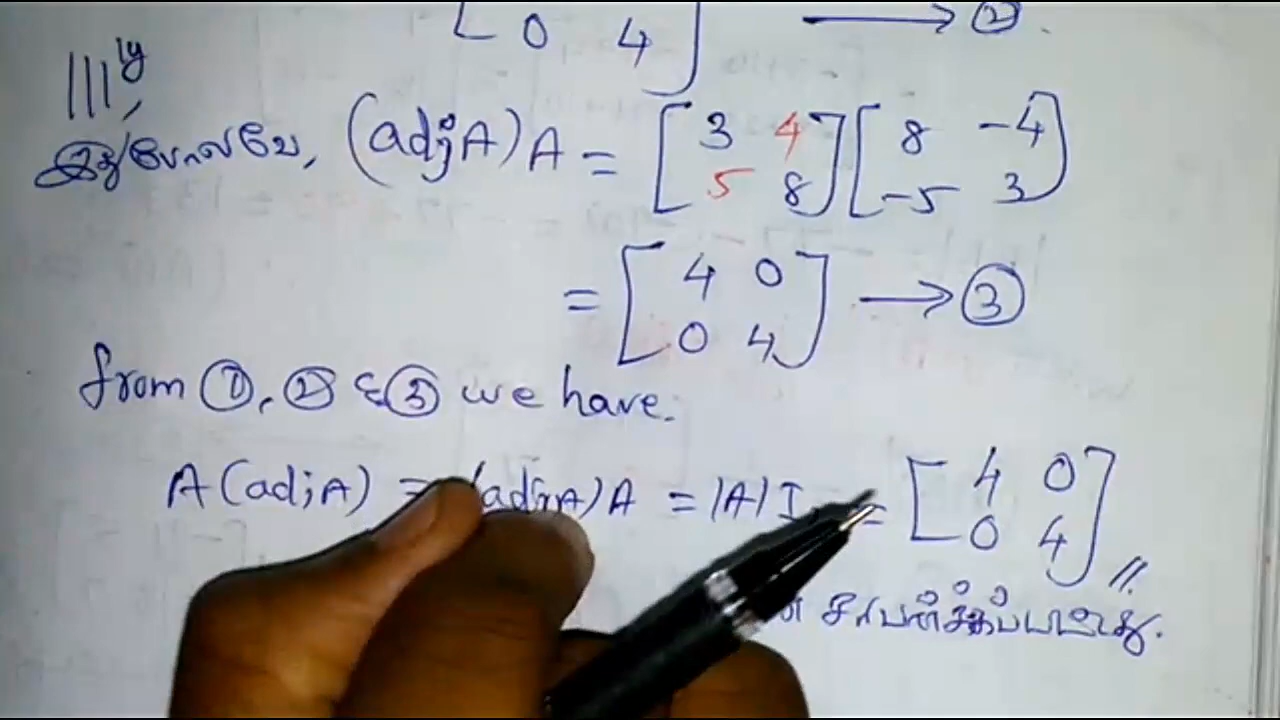 [ 0 4 ] → ②.
|||ly
இதுபோலவே, (adjA)A = [3 4 5 8] [8 -4 -5 3]
= [4 0 0 4] → ③
from ①, ② & ③ we have.
A(adjA) = (adjA)A = |A| I = [4 0 0 4] //
சரிபார்க்கப்பட்டது.